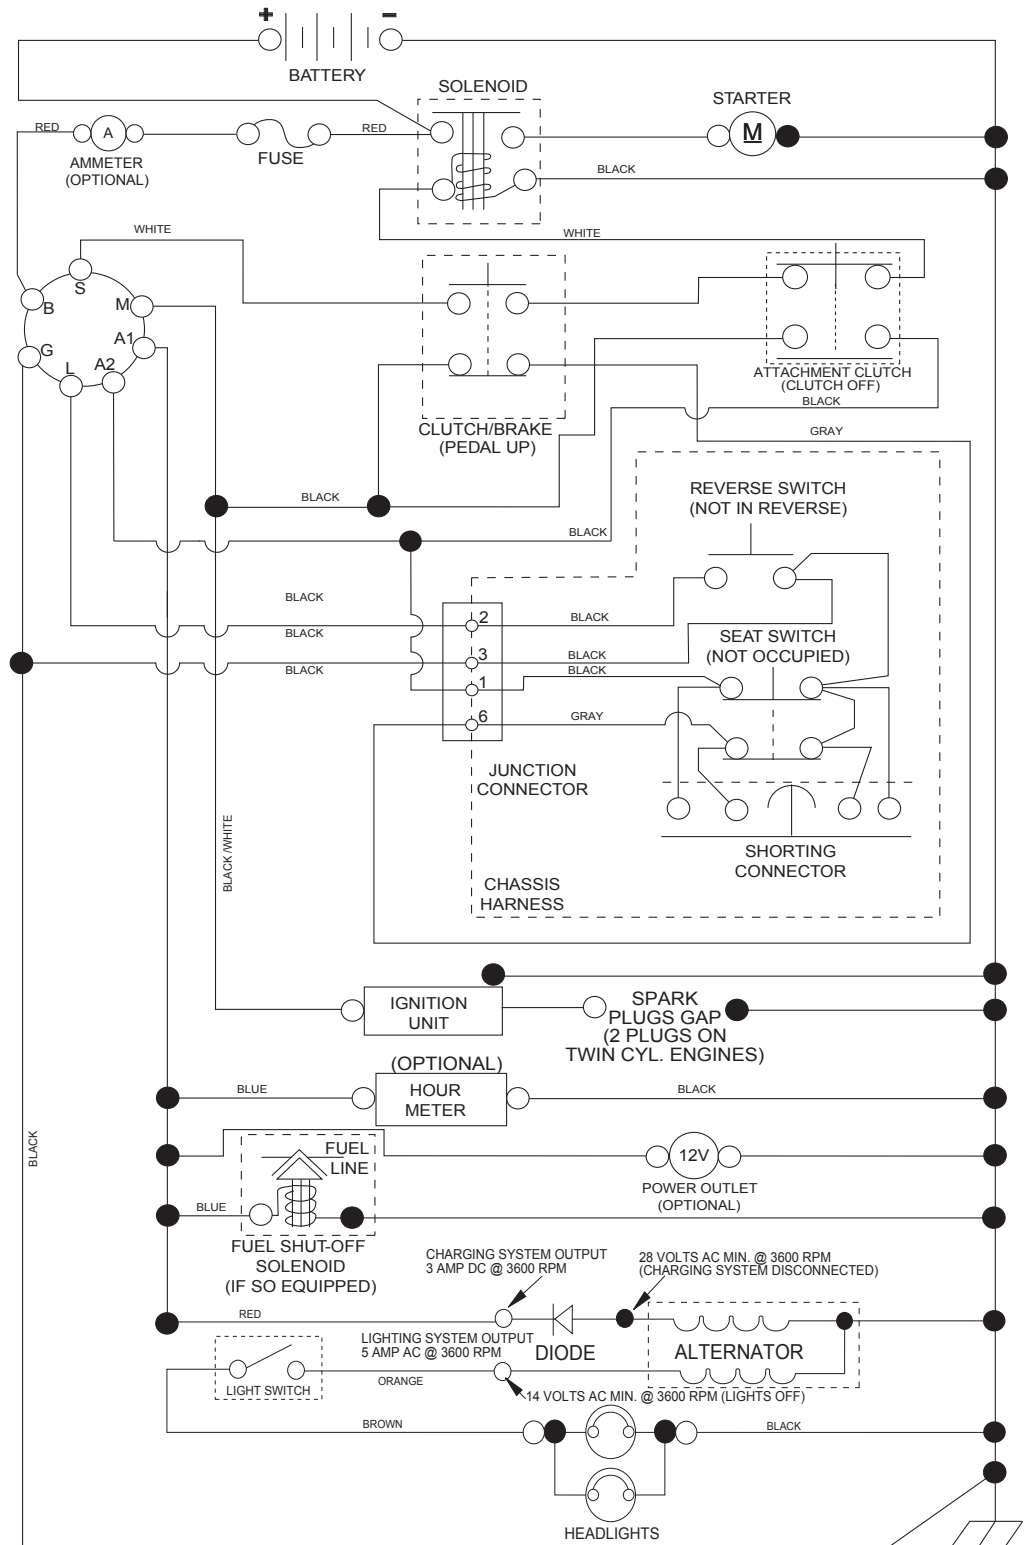 + −
BATTERY
SOLENOID
STARTER
RED
A
RED
M
FUSE
AMMETER
(OPTIONAL)
BLACK
WHITE
WHITE
S
B
M
A1
G
L
A2
ATTACHMENT CLUTCH
(CLUTCH OFF)
BLACK
CLUTCH/BRAKE
(PEDAL UP)
GRAY
REVERSE SWITCH
(NOT IN REVERSE)
BLACK
BLACK
BLACK
2
BLACK
BLACK
SEAT SWITCH
(NOT OCCUPIED)
3
BLACK
BLACK
BLACK
1
6
GRAY
JUNCTION
CONNECTOR
BLACK/WHITE
SHORTING
CONNECTOR
CHASSIS
HARNESS
IGNITION
UNIT
SPARK
PLUGS GAP
(2 PLUGS ON
TWIN CYL. ENGINES)
(OPTIONAL)
BLUE
HOUR
METER
BLACK
BLACK
FUEL
LINE
12V
POWER OUTLET
(OPTIONAL)
BLUE
FUEL SHUT-OFF
SOLENOID
(IF SO EQUIPPED)
CHARGING SYSTEM OUTPUT
3 AMP DC @ 3600 RPM
28 VOLTS AC MIN. @ 3600 RPM
(CHARGING SYSTEM DISCONNECTED)
RED
LIGHTING SYSTEM OUTPUT
5 AMP AC @ 3600 RPM
DIODE
ALTERNATOR
LIGHT SWITCH
ORANGE
14 VOLTS AC MIN. @ 3600 RPM (LIGHTS OFF)
BROWN
BLACK
HEADLIGHTS